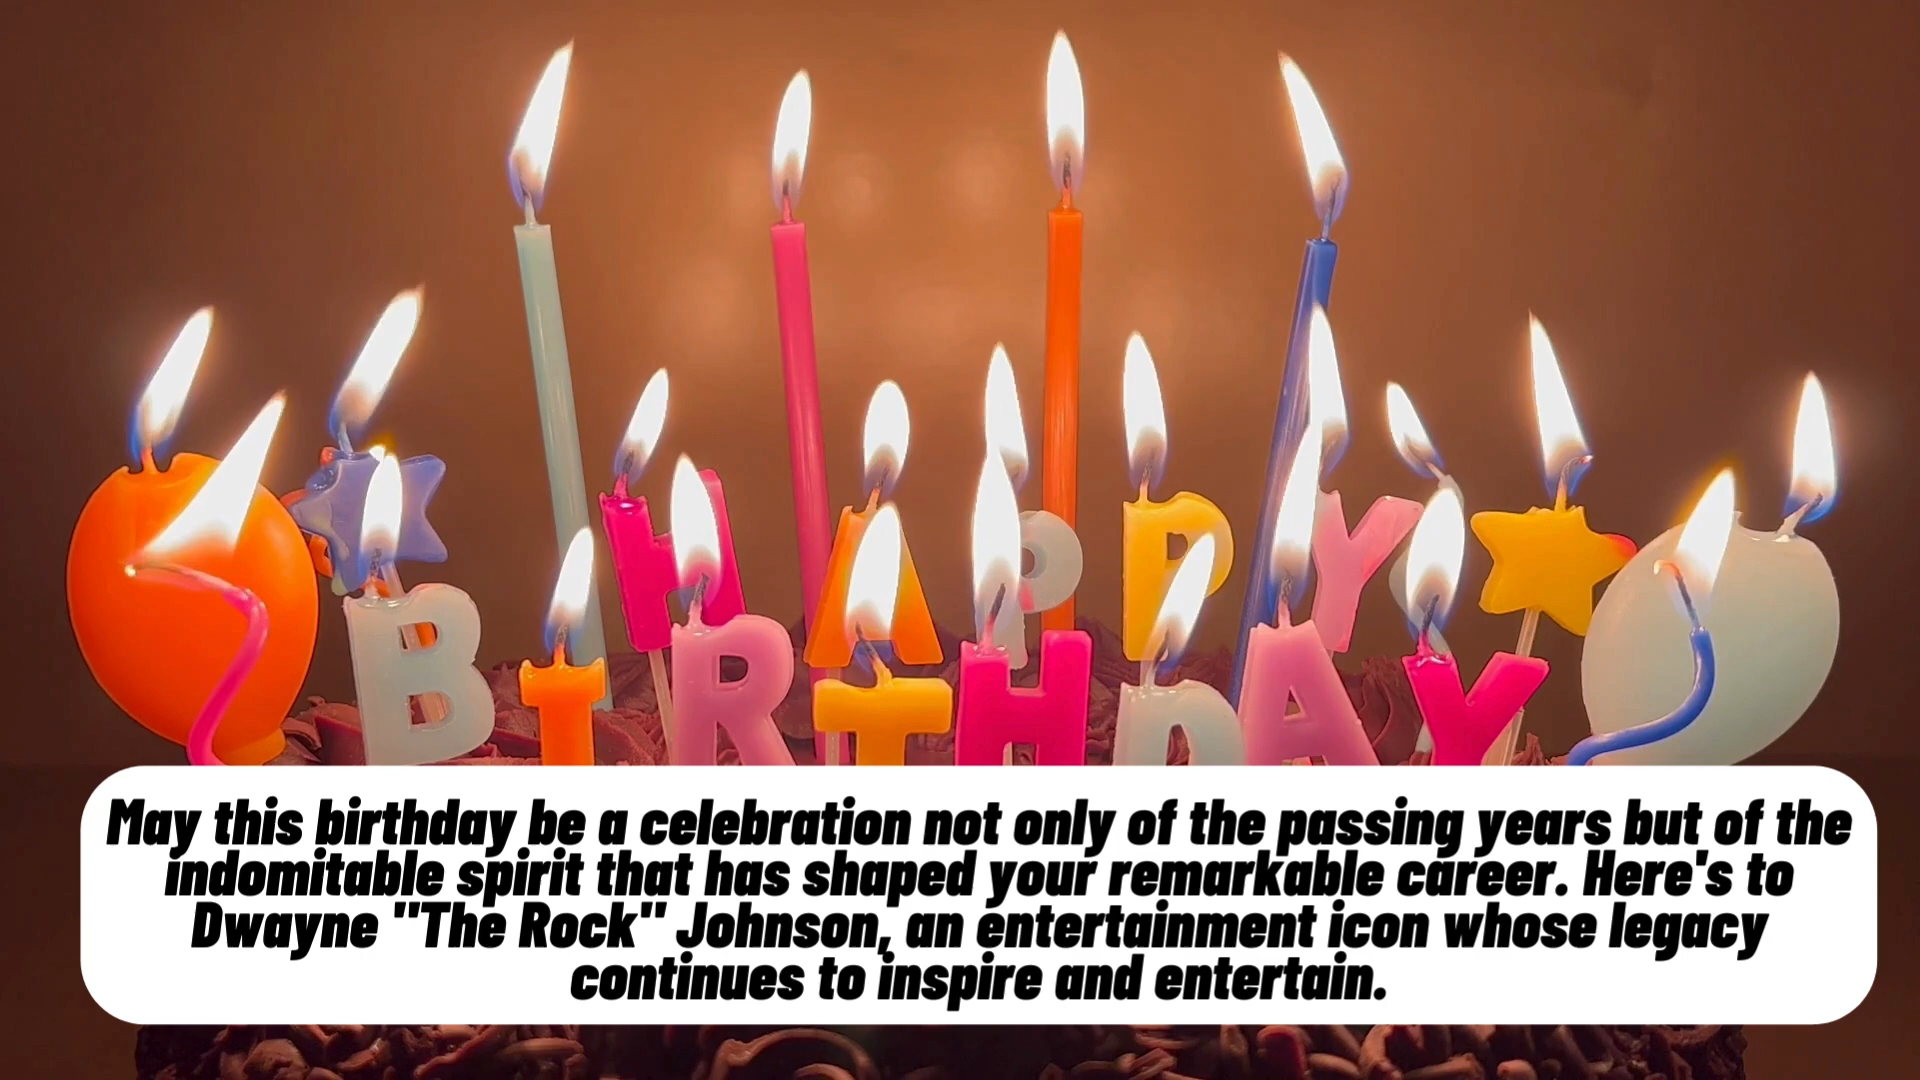 HAPPY
BIRTHDAY
May this birthday be a celebration not only of the passing years but of the
indomitable spirit that has shaped your remarkable career. Here's to
Dwayne "The Rock" Johnson, an entertainment icon whose legacy
continues to inspire and entertain.